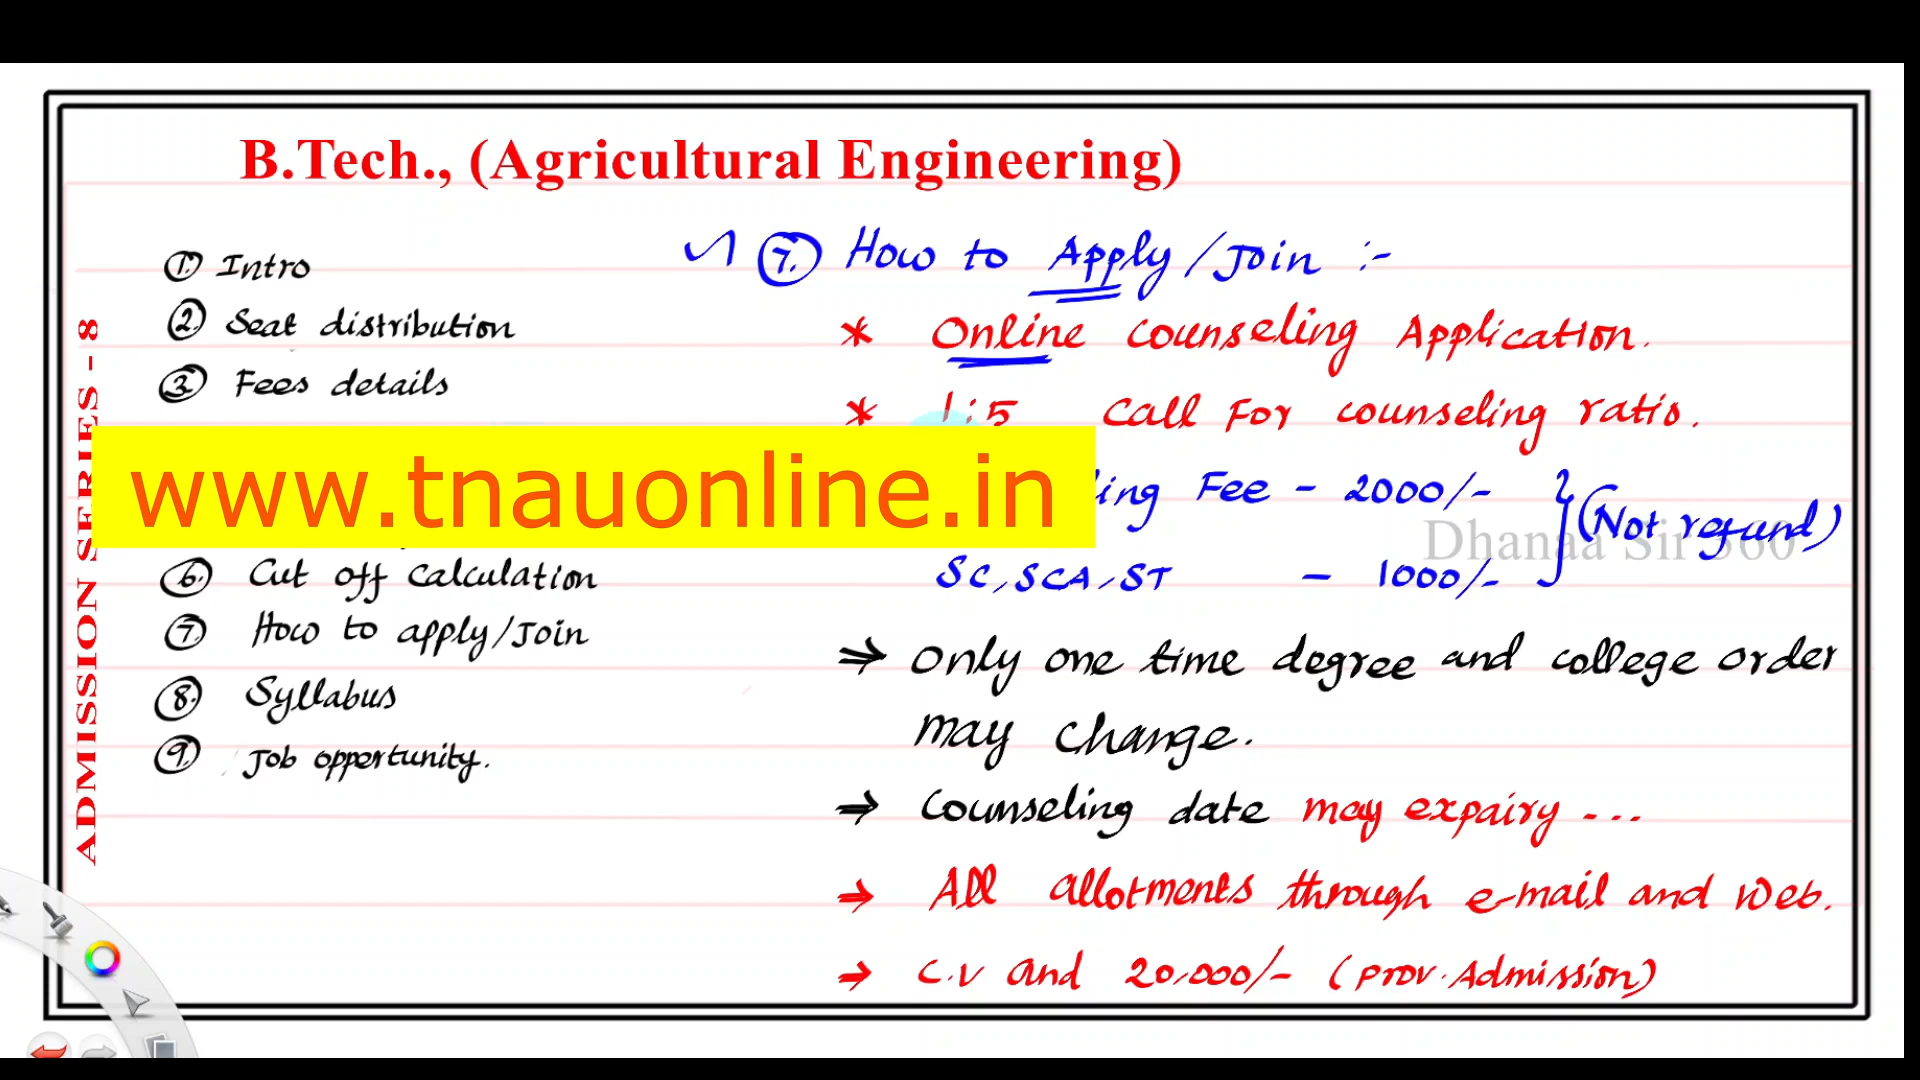 B.Tech., (Agricultural Engineering)
ADMISSION SERIES - 8
1. Intro
2. Seat distribution
3. Fees details
www.tnauonline.in
6. Cut off calculation
7. How to apply/Join
8. Syllabus
9. Job opportunity.
7. How to Apply/Join :-
* Online counseling Application.
* 1:5 Call For counseling ratio.
ling Fee - 2000/-
(Not refund)
SC, SCA, ST - 1000/-
Dhanaa Sir 360
⇒ Only one time degree and college order
may change.
⇒ Counseling date may expairy ...
⇒ All allotments through e-mail and web.
→ C.V and 20,000/- (Prov. Admission)